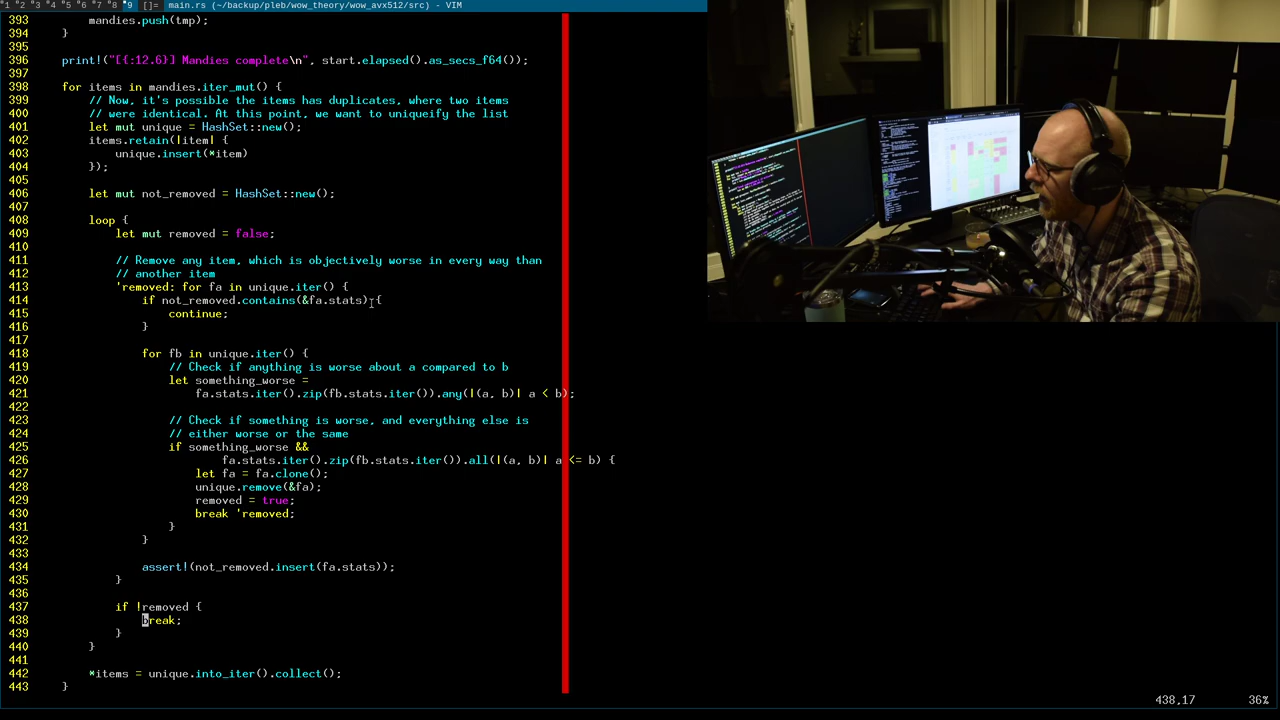 1 2 3 4 5 6 7 8 9 []= main.rs (~/backup/pleb/wow_theory/wow_avx512/src) - VIM
393 mandies.push(tmp);
394 }
395
396 print!("[{:12.6}] Mandies complete\n", start.elapsed().as_secs_f64());
397
398 for items in mandies.iter_mut() {
399 // Now, it's possible the items has duplicates, where two items
400 // were identical. At this point, we want to uniqueify the list
401 let mut unique = HashSet::new();
402 items.retain(|item| {
403 unique.insert(*item)
404 });
405
406 let mut not_removed = HashSet::new();
407
408 loop {
409 let mut removed = false;
410
411 // Remove any item, which is objectively worse in every way than
412 // another item
413 'removed: for fa in unique.iter() {
414 if not_removed.contains(&fa.stats) {
415 continue;
416 }
417
418 for fb in unique.iter() {
419 // Check if anything is worse about a compared to b
420 let something_worse =
421 fa.stats.iter().zip(fb.stats.iter()).any(|(a, b)| a < b);
422
423 // Check if something is worse, and everything else is
424 // either worse or the same
425 if something_worse &&
426 fa.stats.iter().zip(fb.stats.iter()).all(|(a, b)| a <= b) {
427 let fa = fa.clone();
428 unique.remove(&fa);
429 removed = true;
430 break 'removed;
431 }
432 }
433
434 assert!(not_removed.insert(fa.stats));
435 }
436
437 if !removed {
438 break;
439 }
440 }
441
442 *items = unique.into_iter().collect();
443 }
438,17 36%